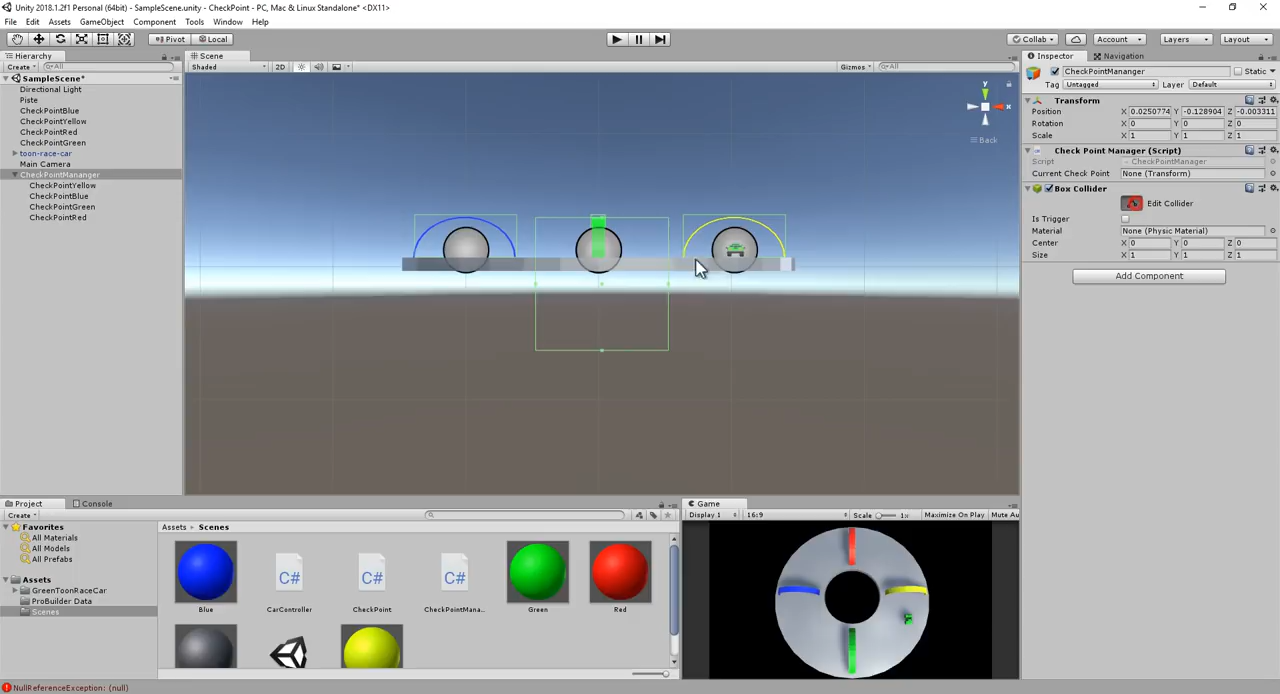 Unity 2018.1.2f1 Personal (64bit) - SampleScene.unity - CheckPoint - PC, Mac & Linux Standalone* <DX11>
File Edit Assets GameObject Component Tools Window Help
Pivot Local Collab Account Layers Layout
Hierarchy
Create All
SampleScene*
Directional Light
Piste
CheckPointBlue
CheckPointYellow
CheckPointRed
CheckPointGreen
toon-race-car
Main Camera
CheckPointMananger
CheckPointYellow
CheckPointBlue
CheckPointGreen
CheckPointRed
Scene
Shaded 2D Gizmos All
y
x
Back
Inspector Navigation
CheckPointMananger Static
Tag Untagged Layer Default
Transform
Position X 0.0250774 Y -0.128904 Z -0.003311
Rotation X 0 Y 0 Z 0
Scale X 1 Y 1 Z 1
Check Point Manager (Script)
Script CheckPointManager
Current Check Point None (Transform)
Box Collider
Edit Collider
Is Trigger
Material None (Physic Material)
Center X 0 Y 0 Z 0
Size X 1 Y 1 Z 1
Add Component
Project Console
Create
Favorites
All Materials
All Models
All Prefabs
Assets
GreenToonRaceCar
ProBuilder Data
Scenes
Assets Scenes
C# C# C#
Blue CarController CheckPoint CheckPointMana... Green Red
Game
Display 1 16:9 Scale 1x Maximize On Play Mute Au
NullReferenceException: (null)